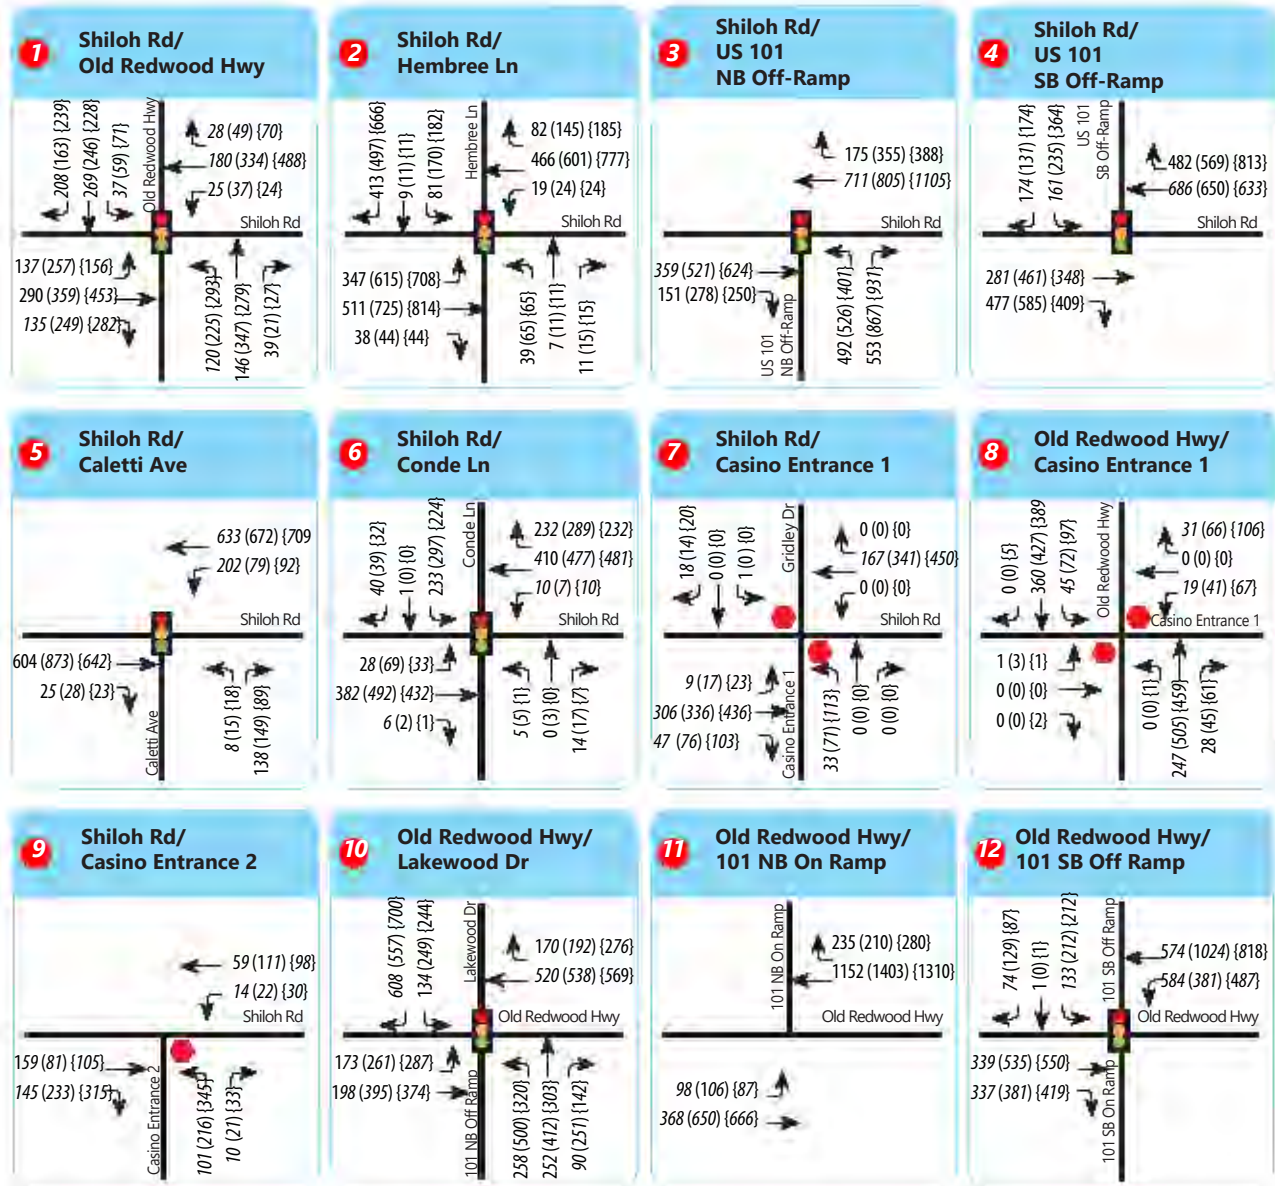 1
Shiloh Rd/
Old Redwood Hwy
208 (163) {239}
269 (246) {228}
37 (59) {71}
Old Redwood Hwy
28 (49) {70}
180 (334) {488}
25 (37) {24}
Shiloh Rd
137 (257) {156}
290 (359) {453}
135 (249) {282}
120 (225) {293}
146 (347) {279}
39 (21) {27}
2
Shiloh Rd/
Hembree Ln
413 (497) {666}
9 (11) {11}
81 (170) {182}
Hembree Ln
82 (145) {185}
466 (601) {777}
19 (24) {24}
Shiloh Rd
347 (615) {708}
511 (725) {814}
38 (44) {44}
39 (65) {65}
7 (11) {11}
11 (15) {15}
3
Shiloh Rd/
US 101
NB Off-Ramp
175 (355) {388}
711 (805) {1105}
Shiloh Rd
359 (521) {624}
151 (278) {250}
US 101
NB Off-Ramp
492 (526) {401}
553 (867) {931}
4
Shiloh Rd/
US 101
SB Off-Ramp
174 (137) {174}
161 (235) {364}
US 101
SB Off-Ramp
482 (569) {813}
686 (650) {633}
Shiloh Rd
281 (461) {348}
477 (585) {409}
5
Shiloh Rd/
Caletti Ave
633 (672) {709
202 (79) {92}
Shiloh Rd
604 (873) {642}
25 (28) {23}
Caletti Ave
8 (15) {18}
138 (149) {89}
6
Shiloh Rd/
Conde Ln
40 (39) {32}
1 (0) {0}
233 (297) {224}
Conde Ln
232 (289) {232}
410 (477) {481}
10 (7) {10}
Shiloh Rd
28 (69) {33}
382 (492) {432}
6 (2) {1}
5 (5) {1}
0 (3) {0}
14 (17) {7}
7
Shiloh Rd/
Casino Entrance 1
18 (14) {20}
0 (0) {0}
1 (0 ) {0}
Gridley Dr
0 (0) {0}
167 (341) {450}
0 (0) {0}
Shiloh Rd
9 (17) {23}
306 (336) {436}
47 (76) {103}
Casino Entrance 1
33 (71) {113}
0 (0) {0}
0 (0) {0}
8
Old Redwood Hwy/
Casino Entrance 1
0 (0) {5}
360 (427) {389
45 (72) {97}
Old Redwood Hwy
31 (66) {106}
0 (0) {0}
19 (41) {67}
Casino Entrance 1
1 (3) {1}
0 (0) {0}
0 (0) {2}
0 (0) {1}
247 (505) {459}
28 (45) {61}
9
Shiloh Rd/
Casino Entrance 2
59 (111) {98}
14 (22) {30}
Shiloh Rd
159 (81) {105}
145 (233) {315}
Casino Entrance 2
101 (216) {345}
10 (21) {33}
10
Old Redwood Hwy/
Lakewood Dr
608 (557) {700}
134 (249) {244}
Lakewood Dr
170 (192) {276}
520 (538) {569}
Old Redwood Hwy
173 (261) {287}
198 (395) {374}
101 NB Off Ramp
258 (500) {320}
252 (412) {303}
90 (251) {142}
11
Old Redwood Hwy/
101 NB On Ramp
101 NB On Ramp
235 (210) {280}
1152 (1403) {1310}
Old Redwood Hwy
98 (106) {87}
368 (650) {666}
12
Old Redwood Hwy/
101 SB Off Ramp
74 (129) {87}
1 (0) {1}
133 (212) {212}
101 SB Off Ramp
574 (1024) {818}
584 (381) {487}
Old Redwood Hwy
339 (535) {550}
337 (381) {419}
101 SB On Ramp